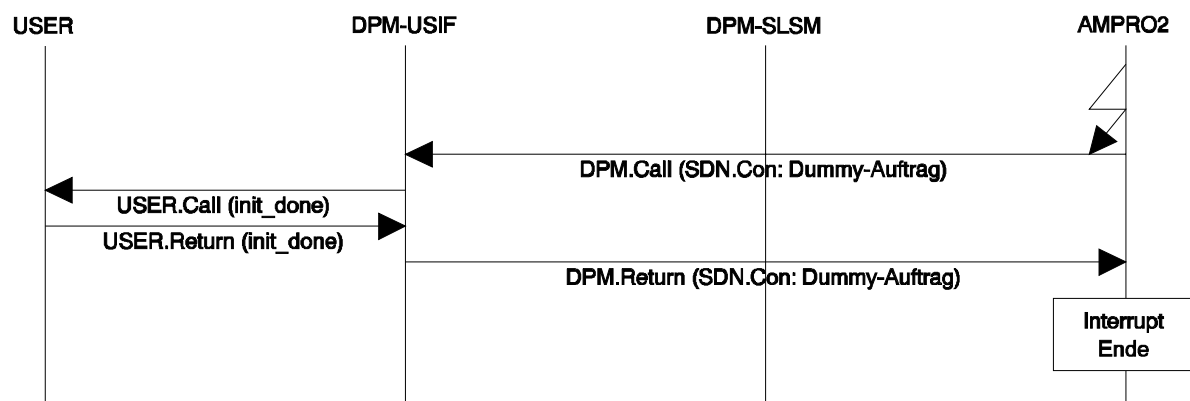 USER
DPM-USIF
DPM-SLSM
AMPRO2
DPM.Call (SDN.Con: Dummy-Auftrag)
USER.Call (init_done)
USER.Return (init_done)
DPM.Return (SDN.Con: Dummy-Auftrag)
Interrupt
Ende